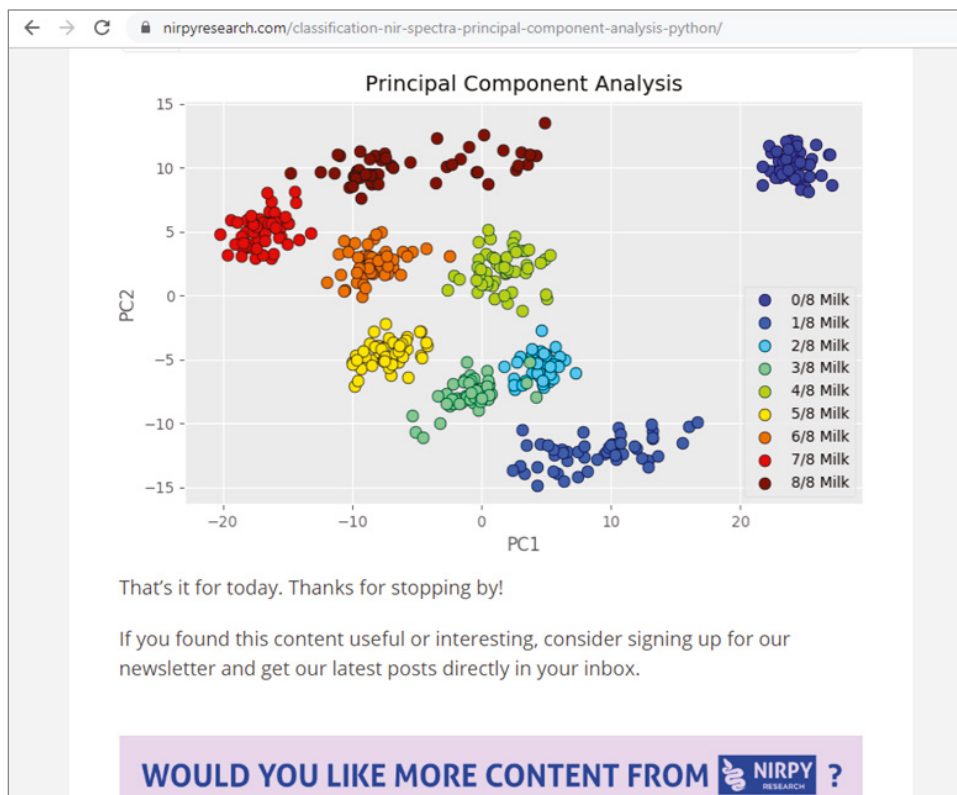 nirpyresearch.com/classification-nir-spectra-principal-component-analysis-python/
Principal Component Analysis
15
10
5
0
−5
−10
−15
PC2
−20
−10
0
10
20
PC1
0/8 Milk
1/8 Milk
2/8 Milk
3/8 Milk
4/8 Milk
5/8 Milk
6/8 Milk
7/8 Milk
8/8 Milk
That’s it for today. Thanks for stopping by!
If you found this content useful or interesting, consider signing up for our
newsletter and get our latest posts directly in your inbox.
WOULD YOU LIKE MORE CONTENT FROM NIRPY RESEARCH ?